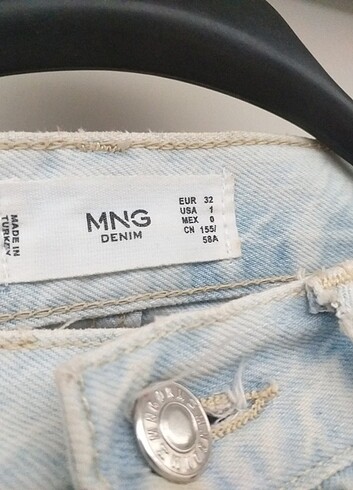 MADE IN
TURKEY
MNG
DENIM
EUR 32
USA 1
MEX 0
CN 155/
58A